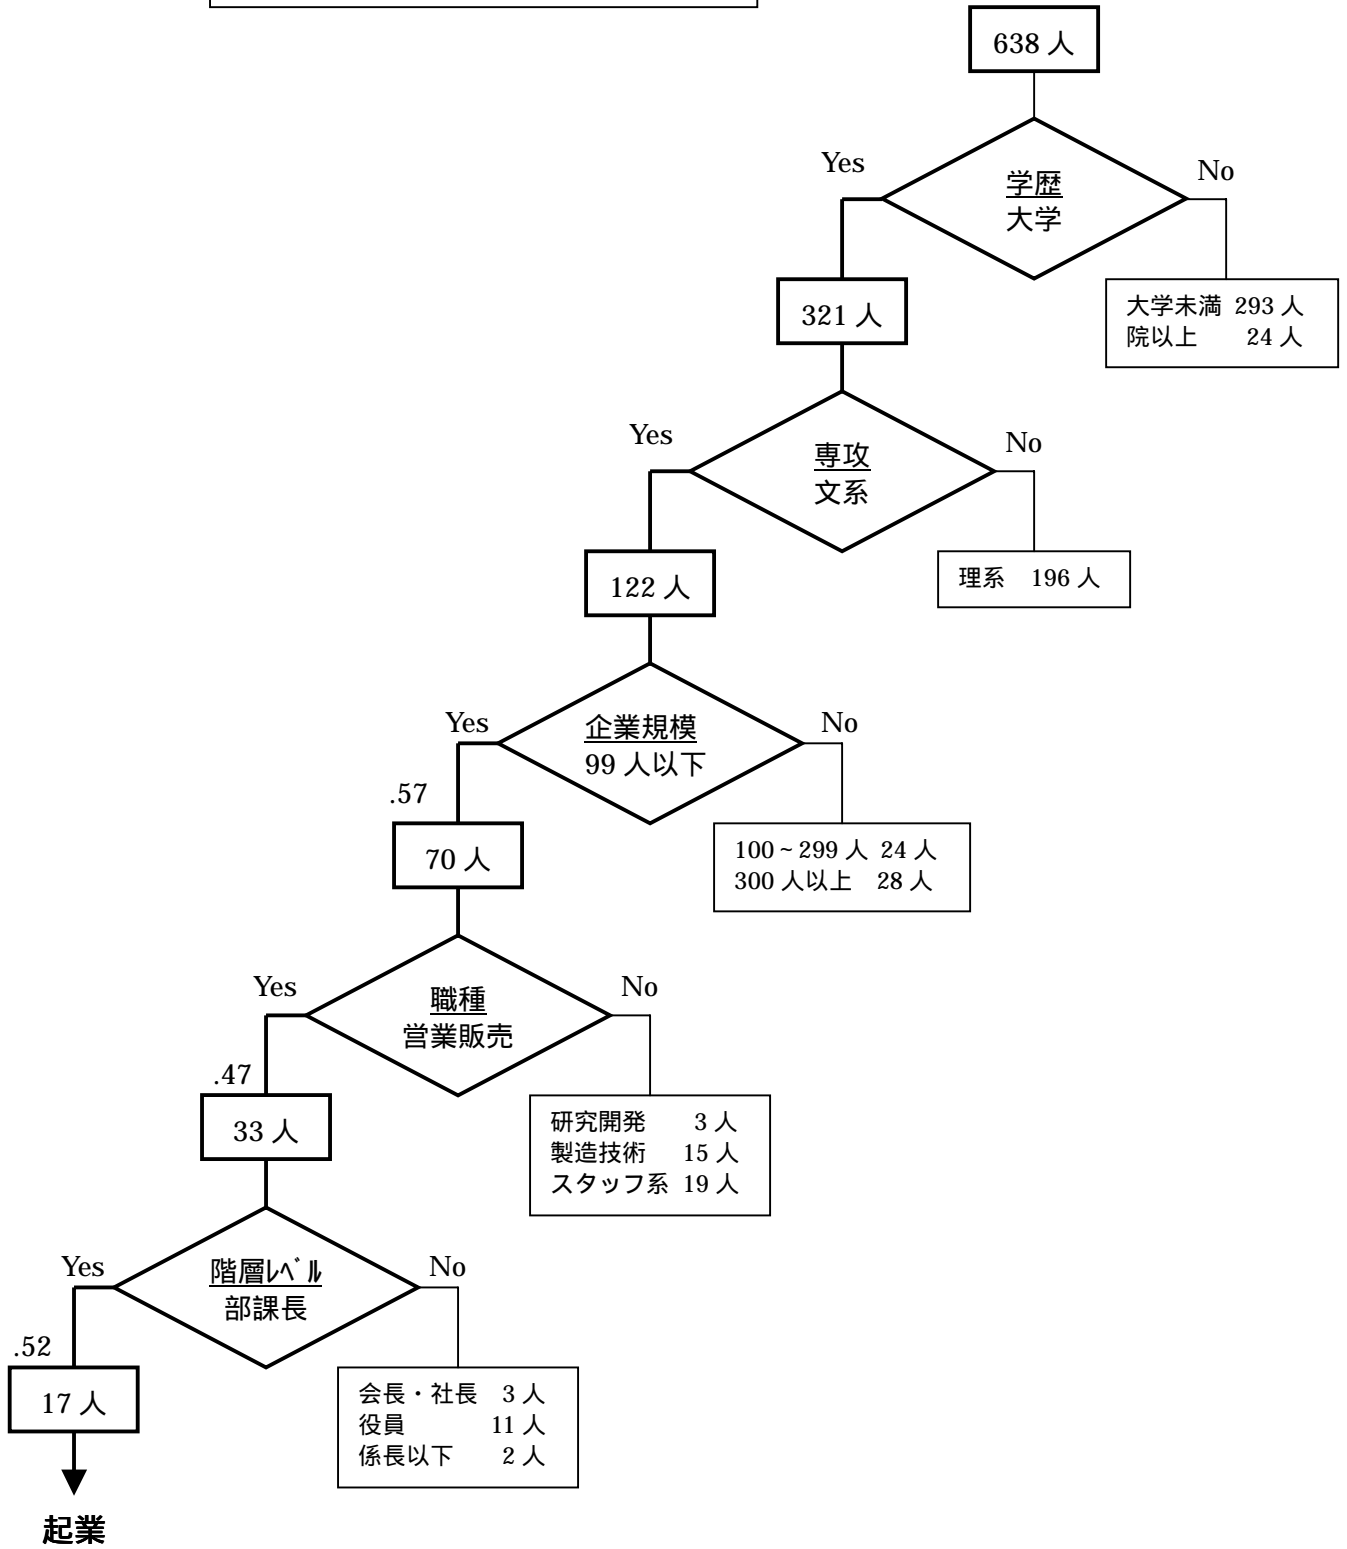 638 人
Yes
No
学歴
大学
321 人
大学未満 293 人
院以上 24 人
Yes
No
専攻
文系
122 人
理系 196 人
Yes
No
企業規模
99 人以下
.57
70 人
100~299 人 24 人
300 人以上 28 人
Yes
No
職種
営業販売
.47
33 人
研究開発 3 人
製造技術 15 人
スタッフ系 19 人
Yes
No
階層ﾚﾍﾞﾙ
部課長
.52
17 人
会長・社長 3 人
役員 11 人
係長以下 2 人
起業